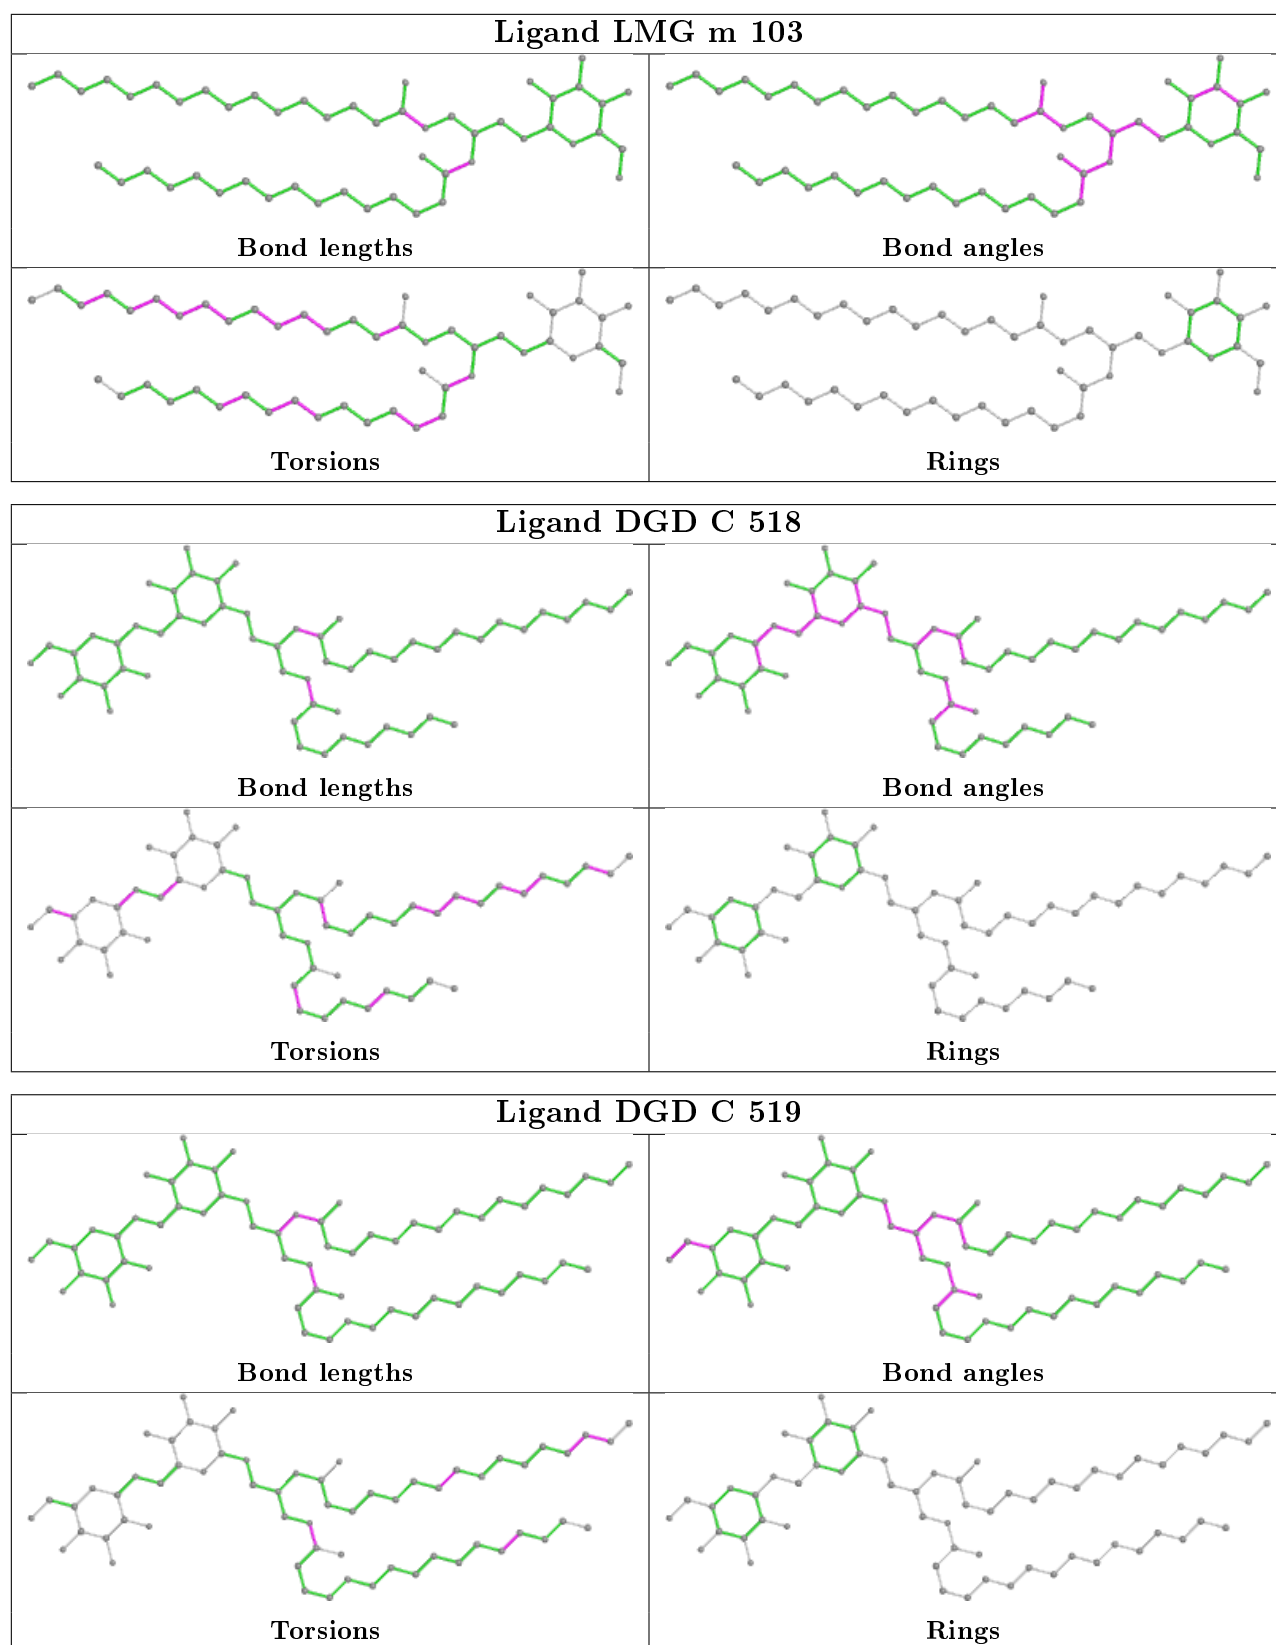 Ligand LMG m 103
Bond lengths
Bond angles
Torsions
Rings
Ligand DGD C 518
Bond lengths
Bond angles
Torsions
Rings
Ligand DGD C 519
Bond lengths
Bond angles
Torsions
Rings